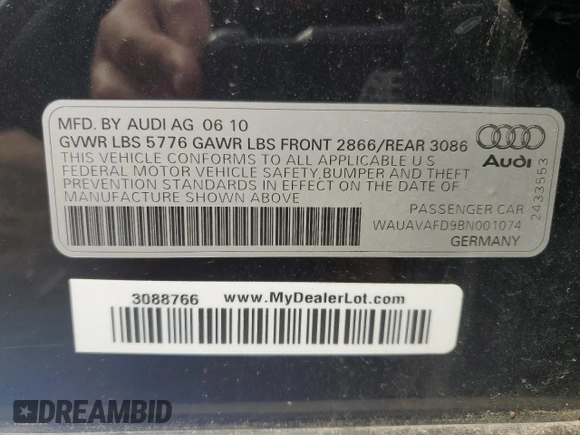 MFD. BY AUDI AG 06 10
GVWR LBS 5776 GAWR LBS FRONT 2866/REAR 3086
THIS VEHICLE CONFORMS TO ALL APPLICABLE U S
FEDERAL MOTOR VEHICLE SAFETY, BUMPER AND THEFT
PREVENTION STANDARDS IN EFFECT ON THE DATE OF
MANUFACTURE SHOWN ABOVE
Audi
2433553
PASSENGER CAR
WAUAVAFD9BN001074
GERMANY
3088766 www.MyDealerLot.com
DREAMBID